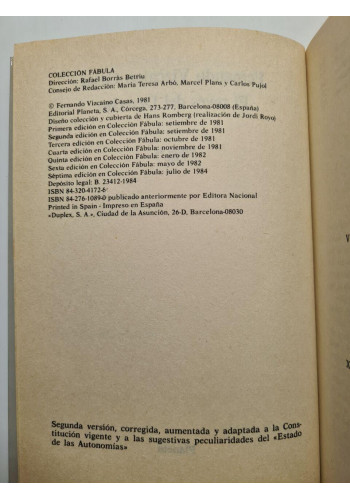 COLECCIÓN FÁBULA
Dirección: Rafael Borràs Betriu
Consejo de Redacción: María Teresa Arbó, Marcel Plans y Carlos Pujol
© Fernando Vizcaíno Casas, 1981
Editorial Planeta, S. A., Córcega, 273-277, Barcelona-08008 (España)
Diseño colección y cubierta de Hans Romberg (realización de Jordi Royo)
Primera edición en Colección Fábula: setiembre de 1981
Segunda edición en Colección Fábula: setiembre de 1981
Tercera edición en Colección Fábula: octubre de 1981
Cuarta edición en Colección Fábula: noviembre de 1981
Quinta edición en Colección Fábula: enero de 1982
Sexta edición en Colección Fábula: mayo de 1982
Séptima edición en Colección Fábula: julio de 1984
Depósito legal: B. 23412-1984
ISBN 84-320-4172-6
ISBN 84-276-1089-0 publicado anteriormente por Editora Nacional
Printed in Spain - Impreso en España
«Duplex, S. A.», Ciudad de la Asunción, 26-D, Barcelona-08030
Segunda versión, corregida, aumentada y adaptada a la Cons-
titución vigente y a las sugestivas peculiaridades del «Estado
de las Autonomías»
V